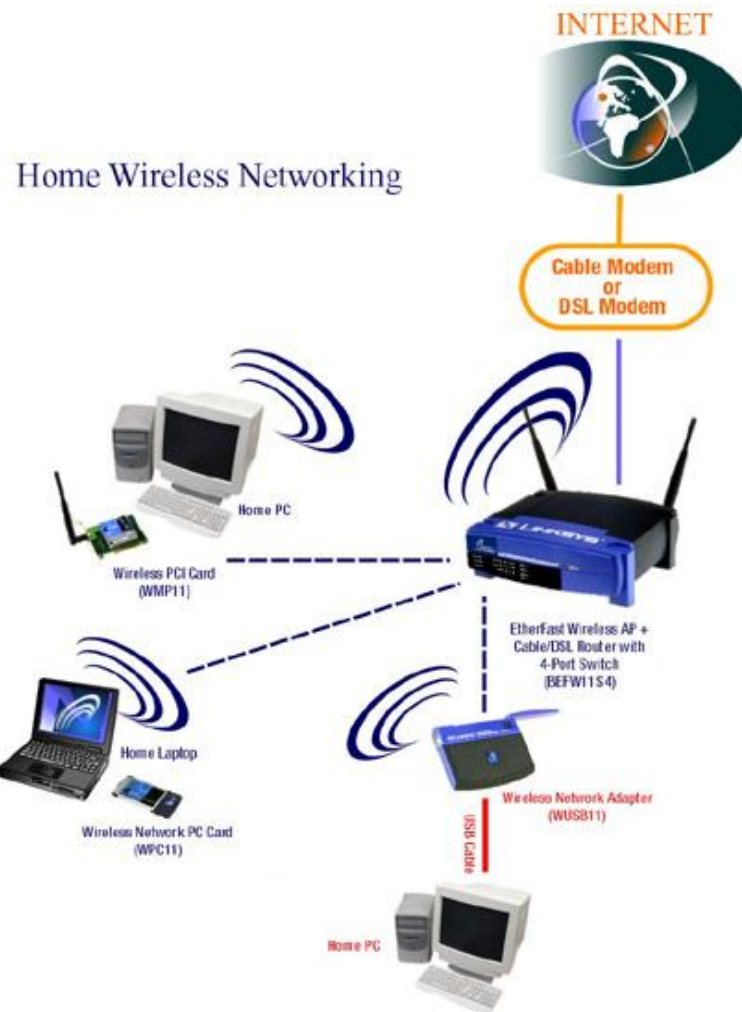 INTERNET
Home Wireless Networking
Cable Modem
or
DSL Modem
Home PC
LINKSYS
Wireless PCI Card
(WMP11)
EtherFast Wireless AP +
Cable/DSL Router with
4-Port Switch
(BEFW11S4)
Home Laptop
Wireless Network PC Card
(WPC11)
Wireless Network Adapter
(WUSB11)
USB Cable
Home PC